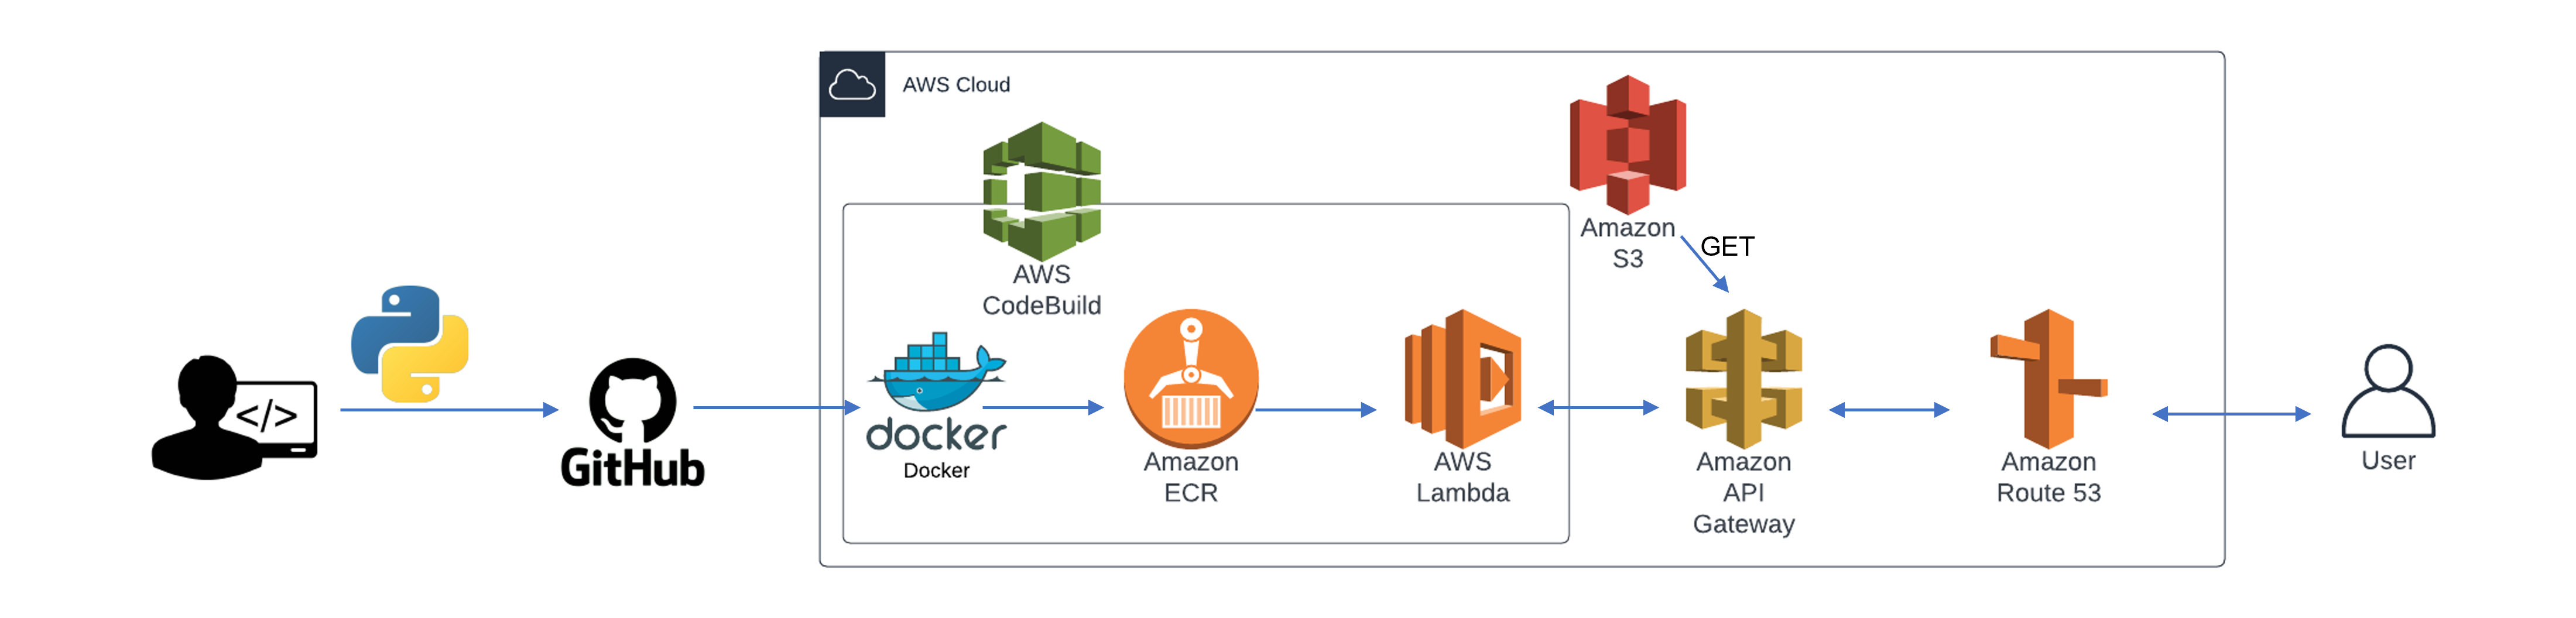 AWS Cloud
Amazon
S3
GET
AWS
CodeBuild
</>
GitHub
docker
Docker
Amazon
ECR
AWS
Lambda
Amazon
API
Gateway
Amazon
Route 53
User